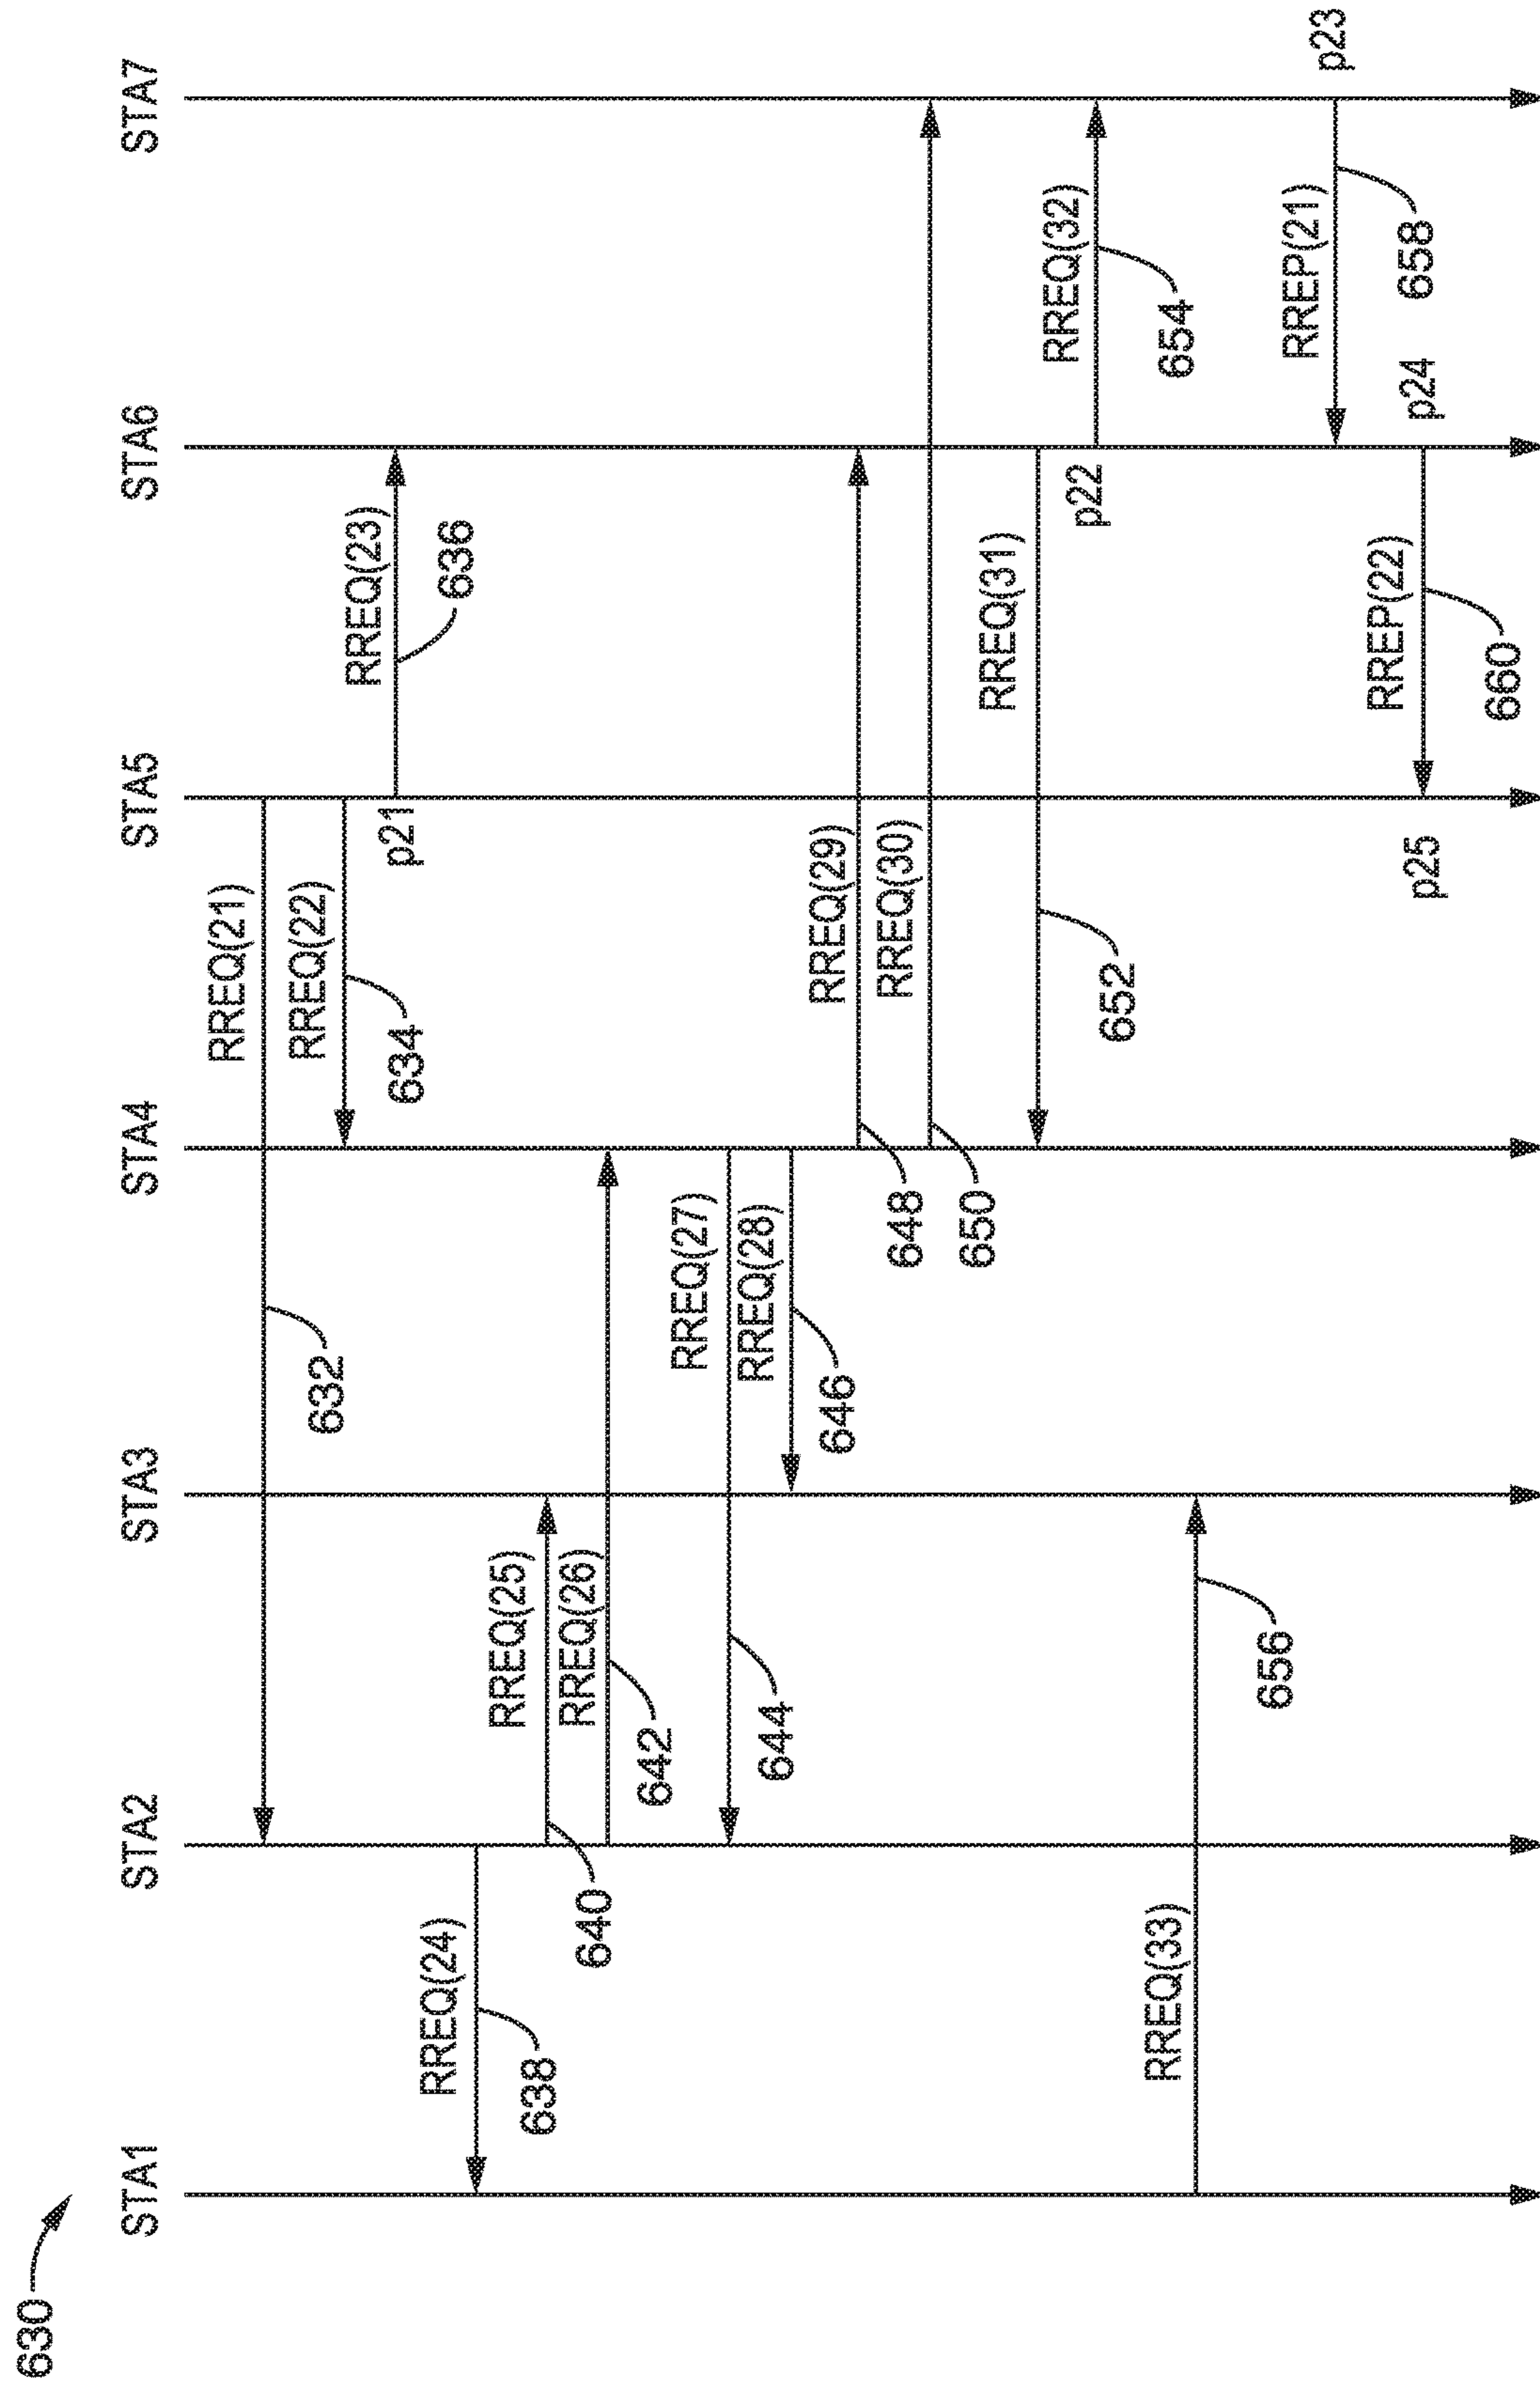 630
STA1
STA2
STA3
STA4
STA5
STA6
STA7
RREQ(21)
632
RREQ(22)
634
p21
RREQ(23)
636
RREQ(24)
638
RREQ(25)
640
RREQ(26)
642
RREQ(27)
644
RREQ(28)
646
RREQ(29)
648
RREQ(30)
650
RREQ(31)
652
p22
RREQ(32)
654
RREQ(33)
656
p23
RREP(21)
658
p24
RREP(22)
660
p25